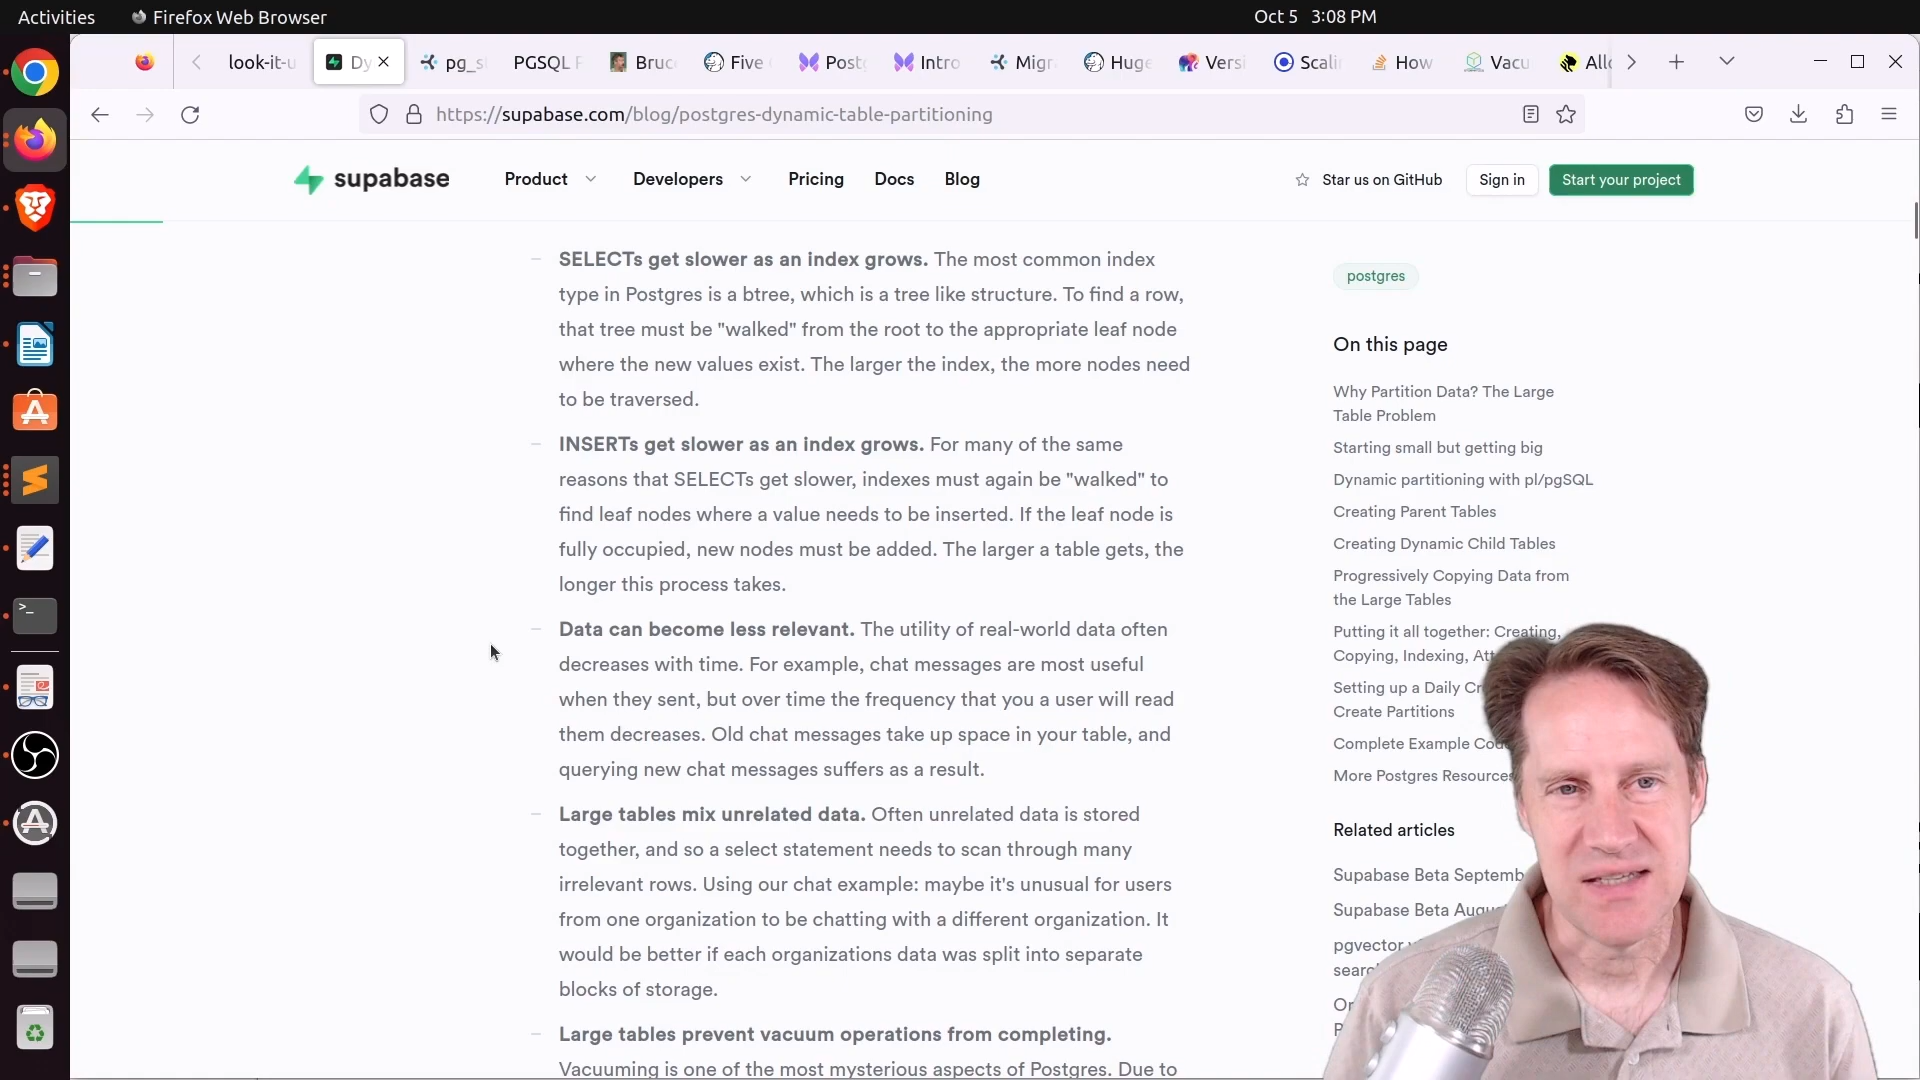 Activities
Firefox Web Browser
Oct 5 3:08 PM
look-it-u
Dy
pg_s
PGSQL
Bruc
Five
Postg
Intro
Migr
Huge
Versi
Scali
How
Vacu
Allo
https://supabase.com/blog/postgres-dynamic-table-partitioning
supabase
Product
Developers
Pricing
Docs
Blog
Star us on GitHub
Sign in
Start your project
– SELECTs get slower as an index grows. The most common index
type in Postgres is a btree, which is a tree like structure. To find a row,
that tree must be "walked" from the root to the appropriate leaf node
where the new values exist. The larger the index, the more nodes need
to be traversed.
– INSERTs get slower as an index grows. For many of the same
reasons that SELECTs get slower, indexes must again be "walked" to
find leaf nodes where a value needs to be inserted. If the leaf node is
fully occupied, new nodes must be added. The larger a table gets, the
longer this process takes.
– Data can become less relevant. The utility of real-world data often
decreases with time. For example, chat messages are most useful
when they sent, but over time the frequency that you a user will read
them decreases. Old chat messages take up space in your table, and
querying new chat messages suffers as a result.
– Large tables mix unrelated data. Often unrelated data is stored
together, and so a select statement needs to scan through many
irrelevant rows. Using our chat example: maybe it's unusual for users
from one organization to be chatting with a different organization. It
would be better if each organizations data was split into separate
blocks of storage.
– Large tables prevent vacuum operations from completing.
Vacuuming is one of the most mysterious aspects of Postgres. Due to
postgres
On this page
Why Partition Data? The Large
Table Problem
Starting small but getting big
Dynamic partitioning with pl/pgSQL
Creating Parent Tables
Creating Dynamic Child Tables
Progressively Copying Data from
the Large Tables
Putting it all together: Creating,
Copying, Indexing, Att
Setting up a Daily Cr
Create Partitions
Complete Example Cod
More Postgres Resources
Related articles
Supabase Beta Septemb
Supabase Beta Augu
pgvector
searc
Or
P